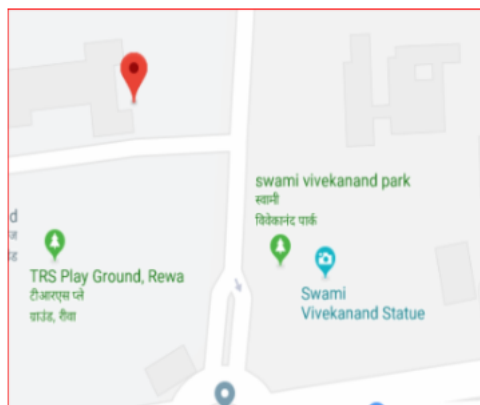 swami vivekanand park
स्वामी
विवेकानंद पार्क
d
ज
ड
TRS Play Ground, Rewa
टीआरएस प्ले
ग्राउंड, रीवा
Swami
Vivekanand Statue